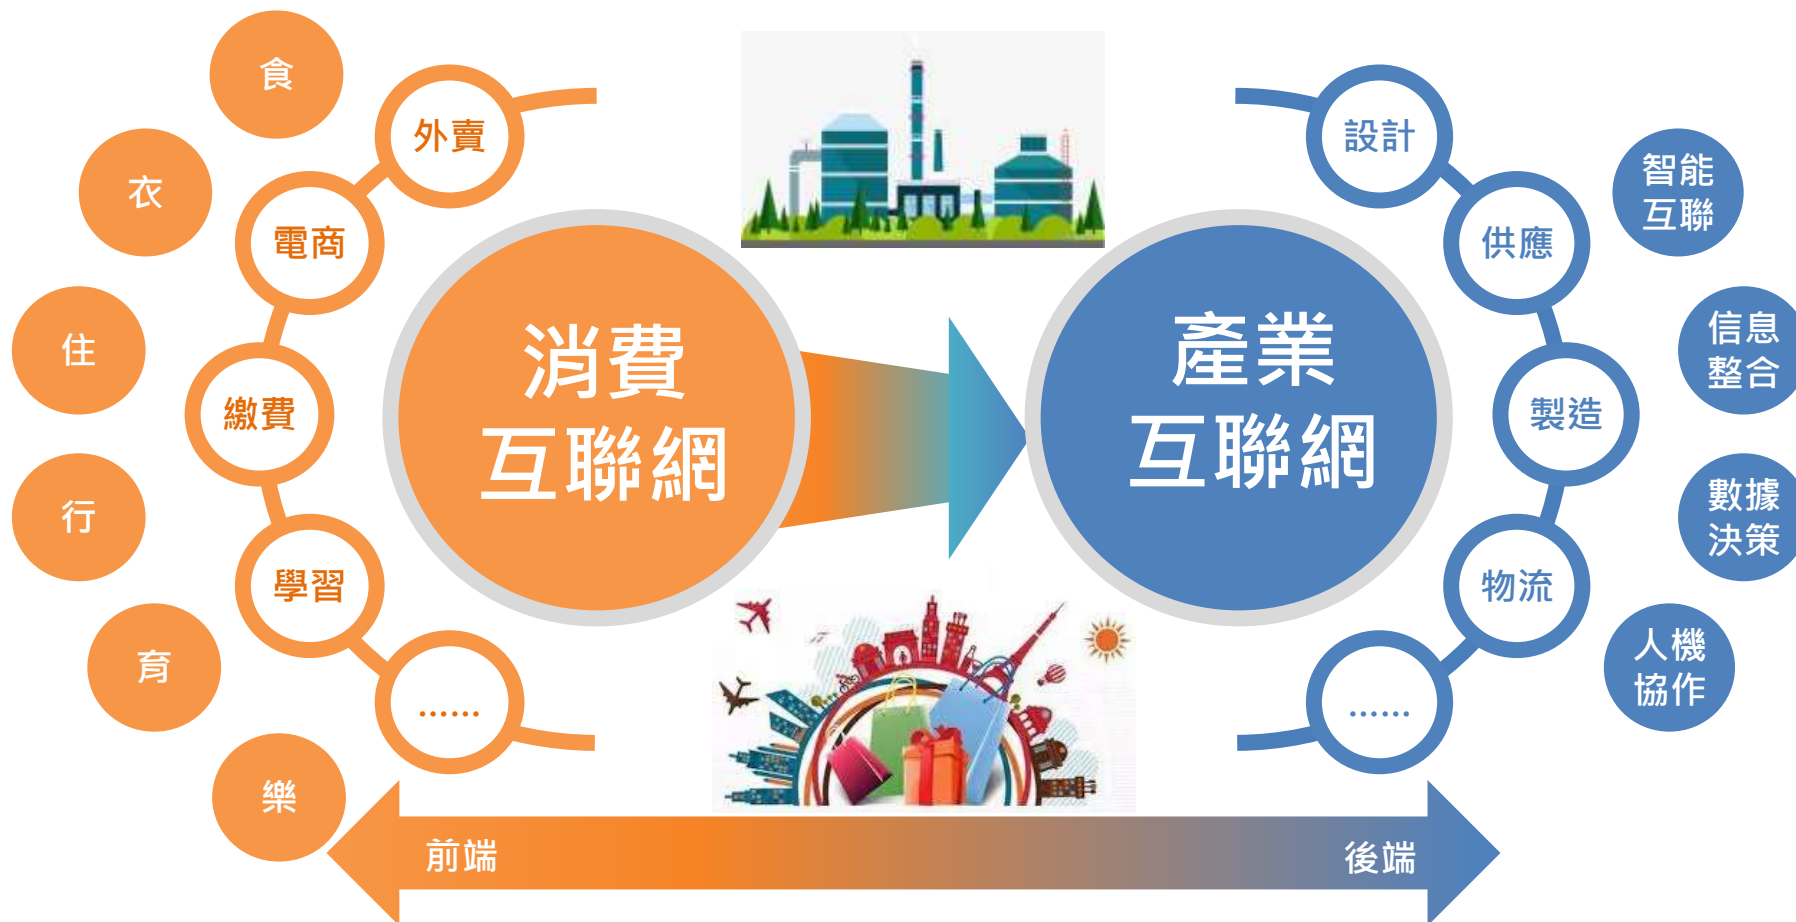 食
衣
住
行
育
樂
外賣
電商
繳費
學習
......
消費
互聯網
產業
互聯網
設計
供應
製造
物流
......
智能
互聯
信息
整合
數據
決策
人機
協作
前端
後端